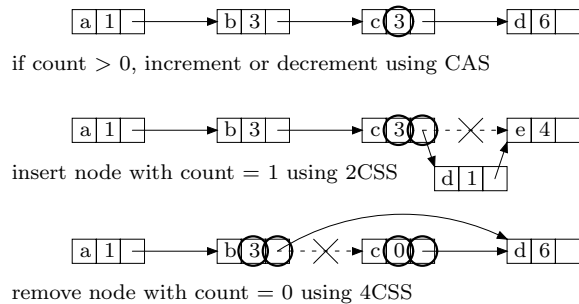 a 1 b 3 c 3 d 6
if count > 0, increment or decrement using CAS
a 1 b 3 c 3 e 4
d 1
insert node with count = 1 using 2CSS
a 1 b 3 c 0 d 6
remove node with count = 0 using 4CSS